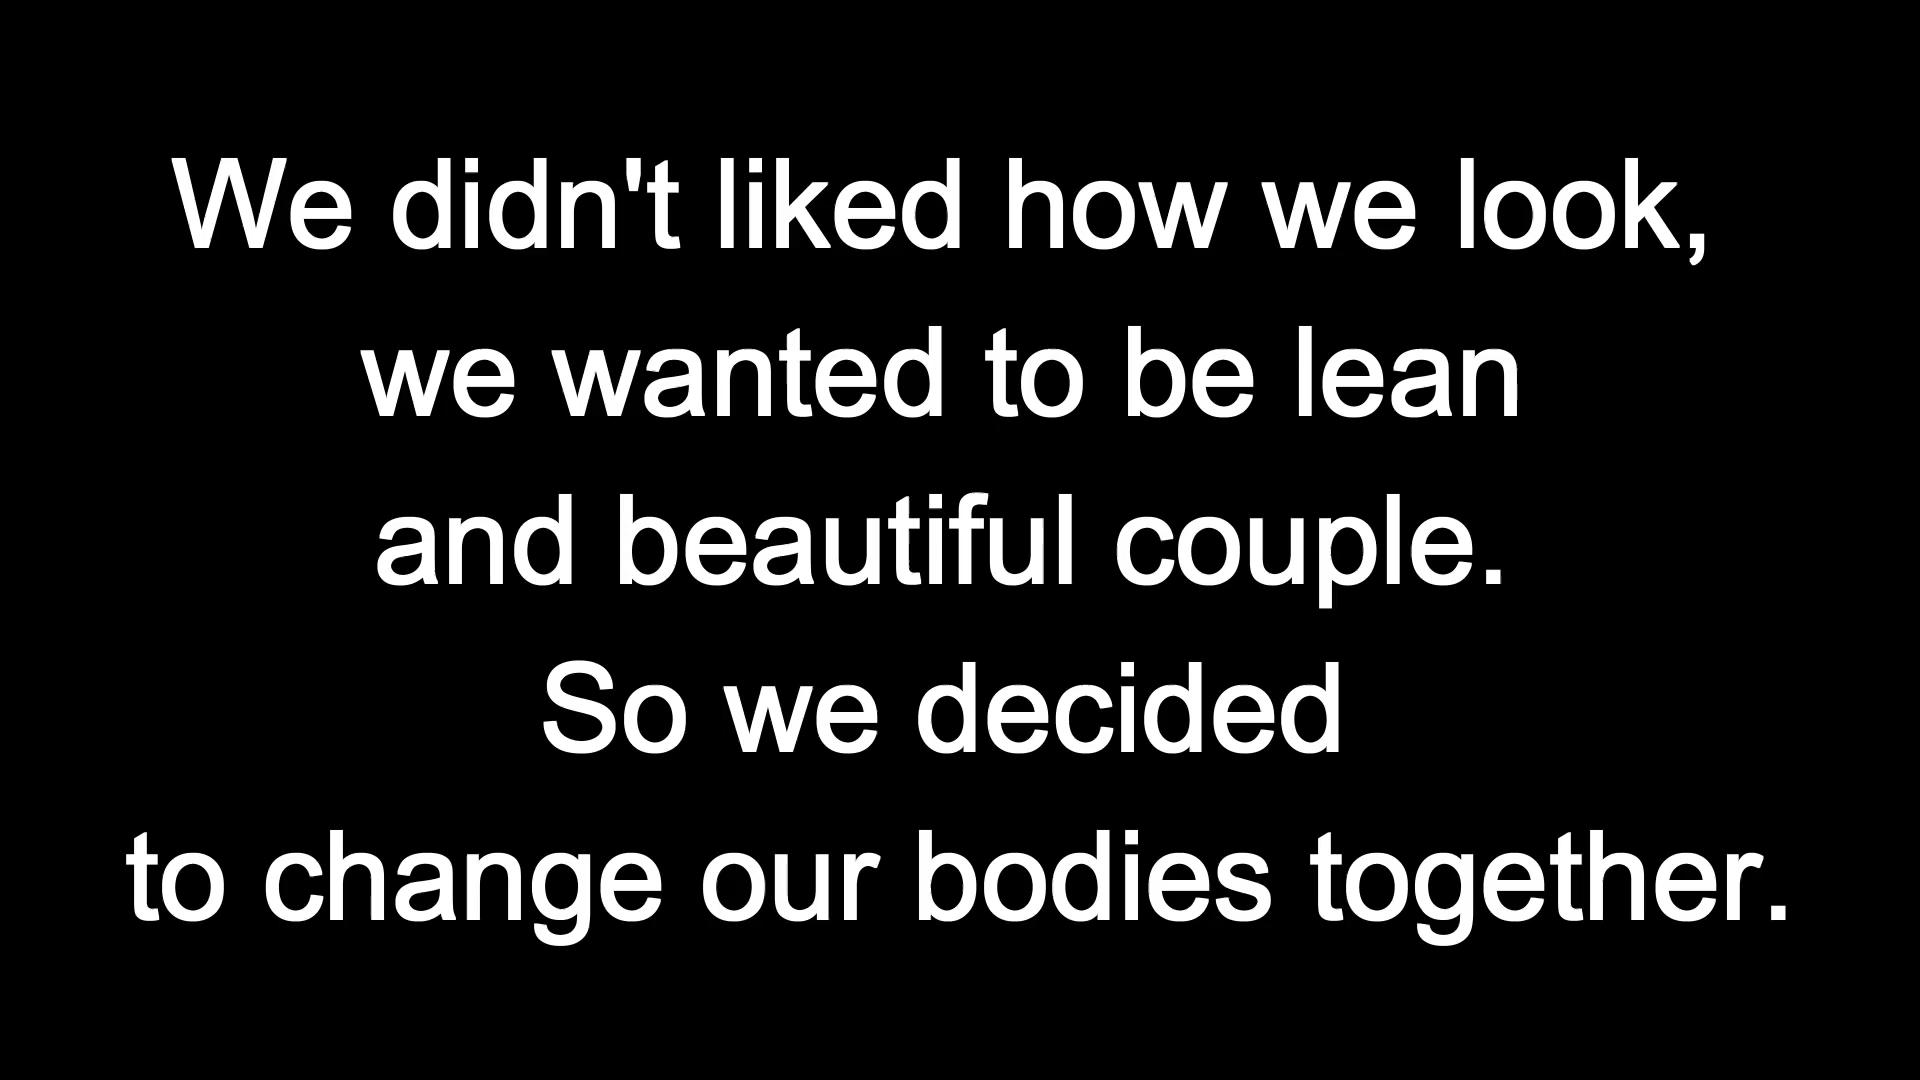 We didn't liked how we look,
we wanted to be lean
and beautiful couple.
So we decided
to change our bodies together.